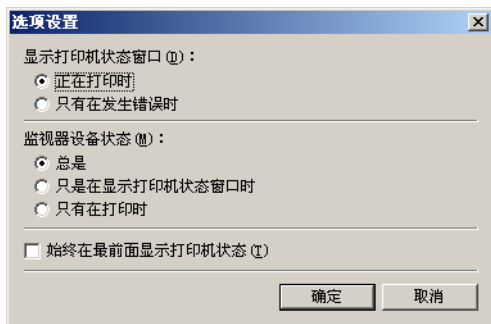 选项设置
显示打印机状态窗口(D)：
正在打印时
只有在发生错误时
监视器设备状态(M)：
总是
只是在显示打印机状态窗口时
只有在打印时
始终在最前面显示打印机状态(T)
确定
取消